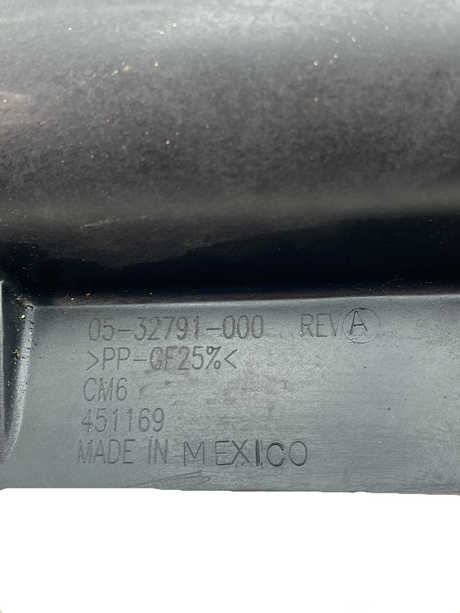 05-32791-000 REV A
>PP-GF25%<
CM6
451169
MADE IN MEXICO